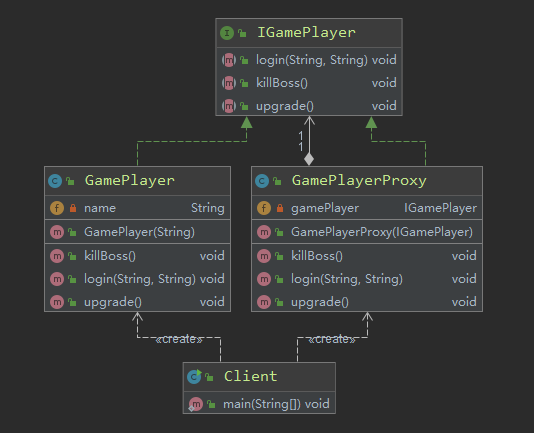 IGamePlayer
login(String, String) void
killBoss() void
upgrade() void
1
1
GamePlayer
name String
GamePlayer(String)
killBoss() void
login(String, String) void
upgrade() void
GamePlayerProxy
gamePlayer IGamePlayer
GamePlayerProxy(IGamePlayer)
killBoss() void
login(String, String) void
upgrade() void
«create»
«create»
Client
main(String[]) void